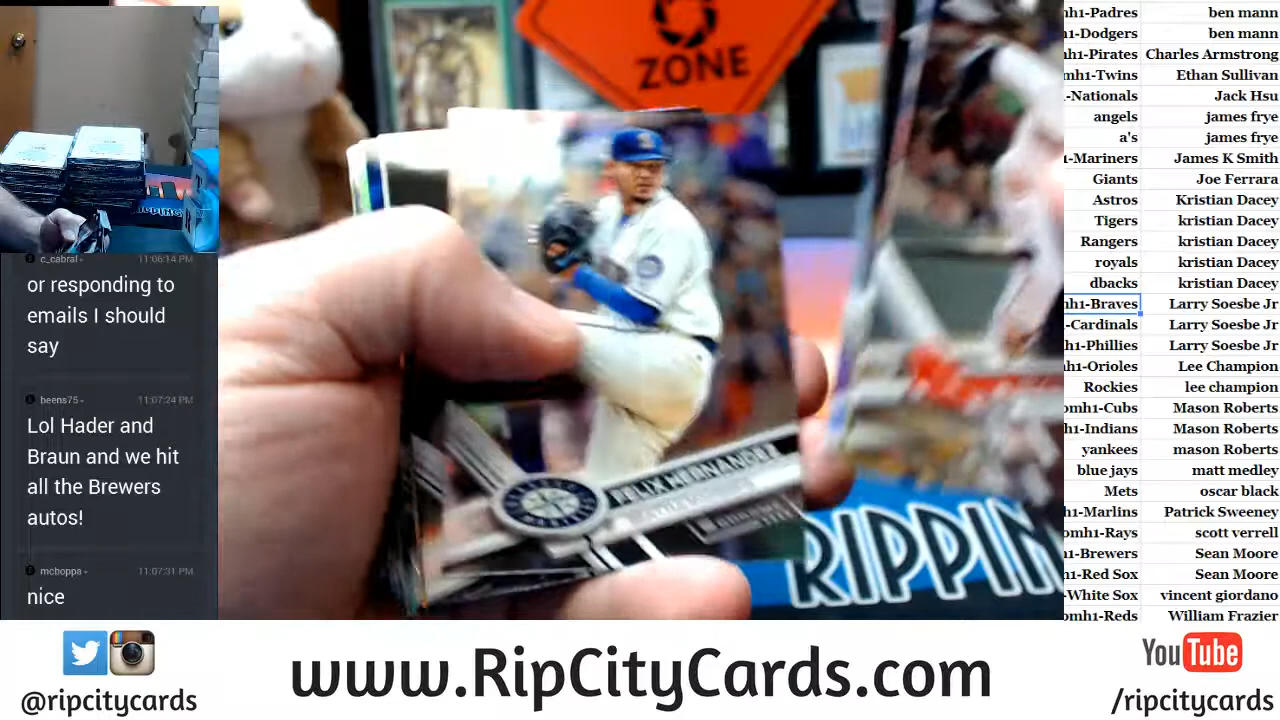 c_cabral 11:06:14 PM
or responding to
emails I should
say
beens75 11:07:24 PM
Lol Hader and
Braun and we hit
all the Brewers
autos!
mcboppa 11:07:31 PM
nice
ZONE
FELIX HERNANDEZ
RIPPIN
RIPPING
mh1-Padres ben mann
1-Dodgers ben mann
h1-Pirates Charles Armstrong
mh1-Twins Ethan Sullivan
-Nationals Jack Hsu
angels james frye
a's james frye
1-Mariners James K Smith
Giants Joe Ferrara
Astros Kristian Dacey
Tigers kristian Dacey
Rangers kristian Dacey
royals kristian Dacey
dbacks kristian Dacey
mh1-Braves Larry Soesbe Jr
-Cardinals Larry Soesbe Jr
h1-Phillies Larry Soesbe Jr
h1-Orioles Lee Champion
Rockies lee champion
omh1-Cubs Mason Roberts
h1-Indians Mason Roberts
yankees mason Roberts
blue jays matt medley
Mets oscar black
h1-Marlins Patrick Sweeney
omh1-Rays scott verrell
1-Brewers Sean Moore
h1-Red Sox Sean Moore
-White Sox vincent giordano
omh1-Reds William Frazier
@ripcitycards
www.RipCityCards.com
YouTube
/ripcitycards